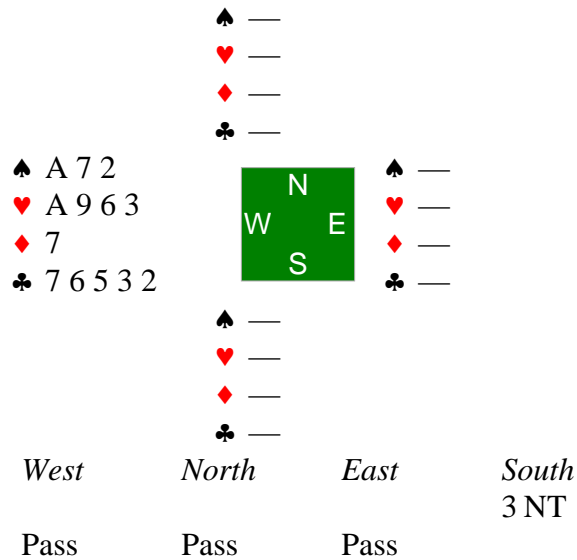 ♠ —
♥ —
♦ —
♣ —
♠ A 7 2
♥ A 9 6 3
♦ 7
♣ 7 6 5 3 2
N
W E
S
♠ —
♥ —
♦ —
♣ —
♠ —
♥ —
♦ —
♣ —
West North East South
3 NT
Pass Pass Pass